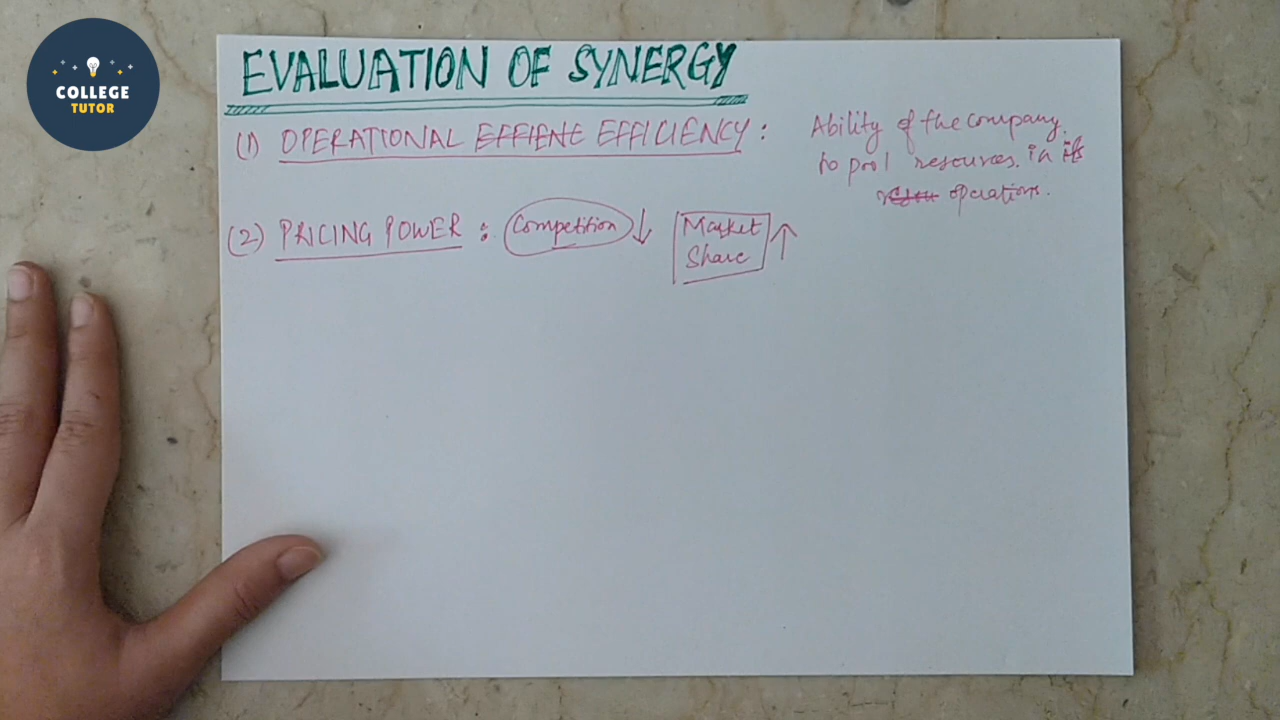 COLLEGE
TUTOR
EVALUATION OF SYNERGY
(1) OPERATIONAL EFFIENT EFFICIENCY : Ability of the company
to pool resources in its
operations.
(2) PRICING POWER : Competition ↓ Market
Share ↑